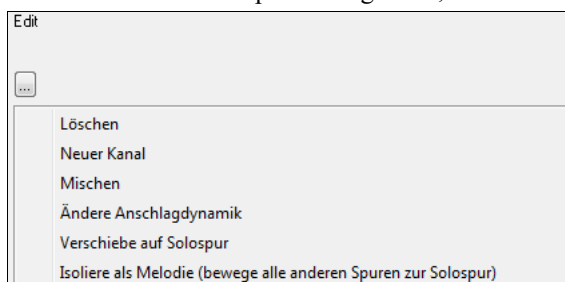 Edit
...
Löschen
Neuer Kanal
Mischen
Ändere Anschlagdynamik
Verschiebe auf Solospur
Isoliere als Melodie (bewege alle anderen Spuren zur Solospur)